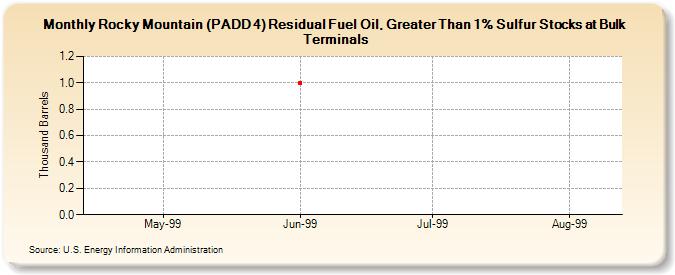 Monthly Rocky Mountain (PADD 4) Residual Fuel Oil, Greater Than 1% Sulfur Stocks at Bulk
Terminals
Thousand Barrels
1.2
1.0
0.8
0.6
0.4
0.2
0.0
May-99
Jun-99
Jul-99
Aug-99
Source: U.S. Energy Information Administration